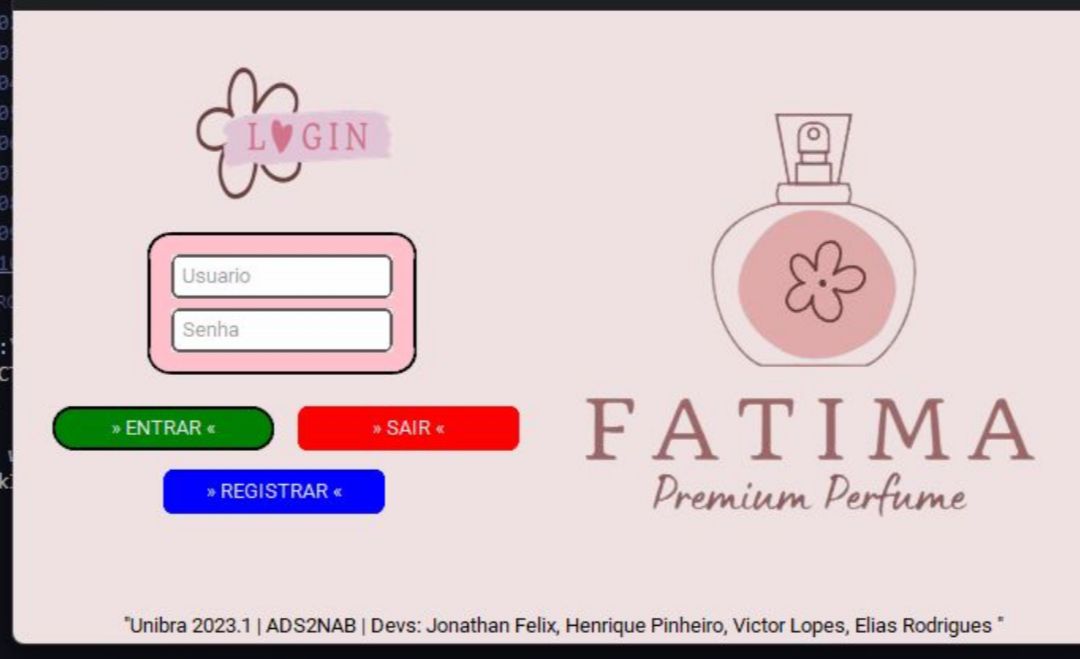 LOGIN
Usuario
Senha
» ENTRAR «
» SAIR «
» REGISTRAR «
FATIMA
Premium Perfume
"Unibra 2023.1 | ADS2NAB | Devs: Jonathan Felix, Henrique Pinheiro, Victor Lopes, Elias Rodrigues "